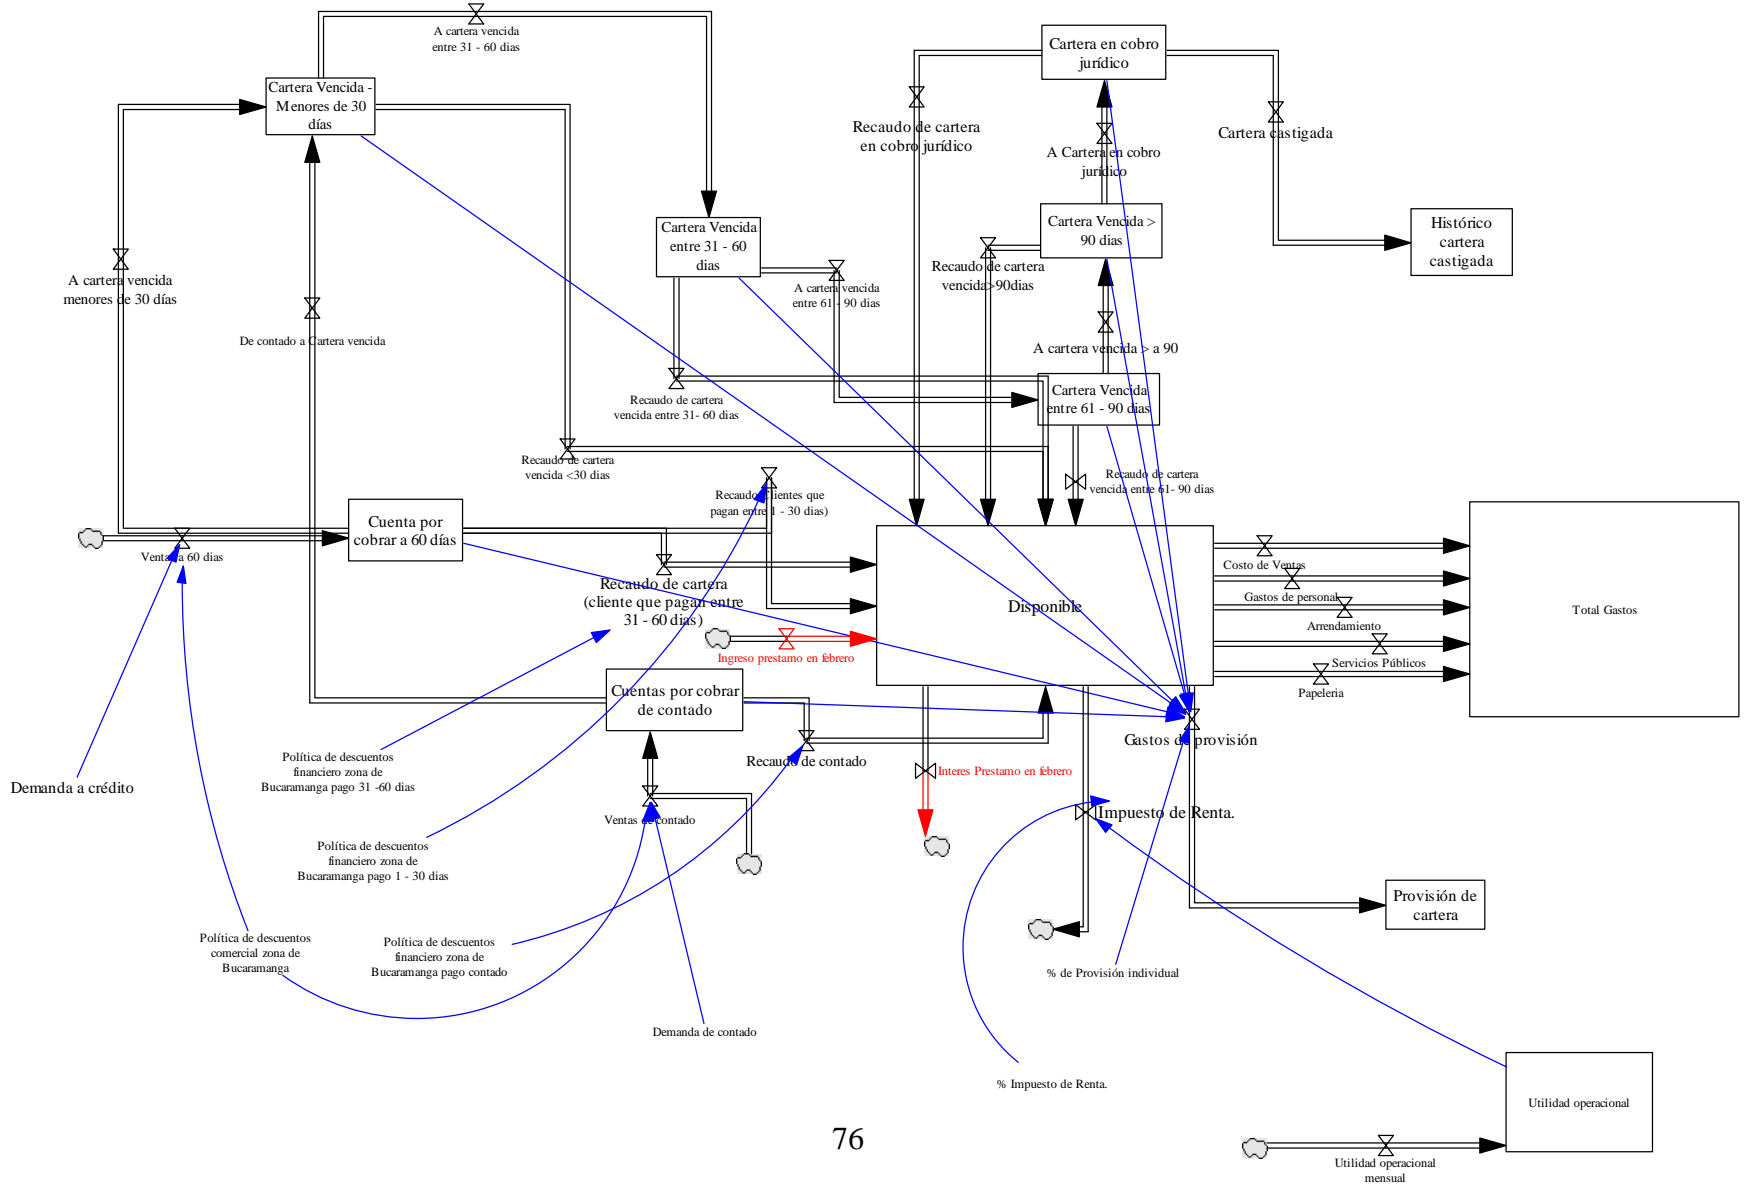 A cartera vencida
entre 31 - 60 dias
Cartera en cobro
jurídico
Cartera Vencida -
Menores de 30
días
Recaudo de cartera
en cobro jurídico
Cartera castigada
A Cartera en cobro
jurídico
Cartera Vencida
entre 31 - 60
dias
Cartera Vencida >
90 dias
Histórico
cartera
castigada
A cartera vencida
menores de 30 días
A cartera vencida
entre 61 - 90 dias
Recaudo de cartera
vencida>90dias
De contado a Cartera vencida
A cartera vencida > a 90
Cartera Vencida
entre 61 - 90 dias
Recaudo de cartera
vencida entre 31- 60 dias
Recaudo de cartera
vencida <30 dias
Recaudo clientes que
pagan entre 1 - 30 dias)
Recaudo de cartera
vencida entre 61- 90 dias
Cuenta por
cobrar a 60 días
Ventas a 60 dias
Recaudo de cartera
(cliente que pagan entre
31 - 60 dias)
Disponible
Costo de Ventas
Gastos de personal
Arrendamiento
Servicios Públicos
Papeleria
Total Gastos
Ingreso prestamo en febrero
Cuentas por cobrar
de contado
Gastos de provisión
Recaudo de contado
Interes Prestamo en febrero
Política de descuentos
financiero zona de
Bucaramanga pago 31 -60 dias
Demanda a crédito
Ventas de contado
Impuesto de Renta.
Política de descuentos
financiero zona de
Bucaramanga pago 1 - 30 dias
Provisión de
cartera
Política de descuentos
comercial zona de
Bucaramanga
Política de descuentos
financiero zona de
Bucaramanga pago contado
% de Provisión individual
Demanda de contado
% Impuesto de Renta.
Utilidad operacional
76
Utilidad operacional
mensual